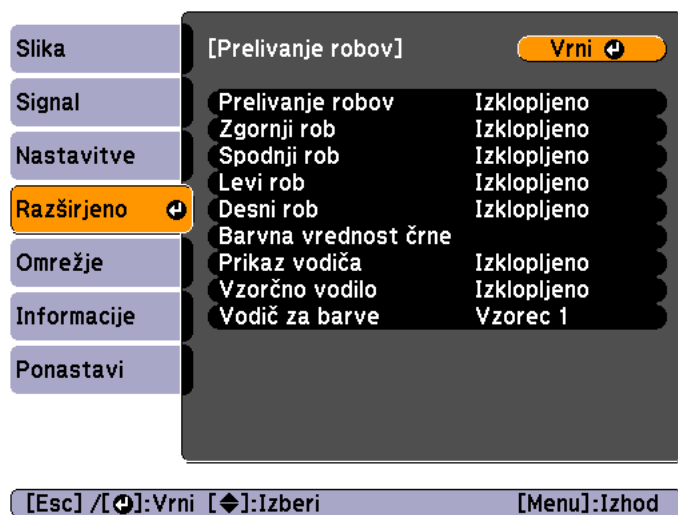 Slika
Signal
Nastavitve
Razširjeno
Omrežje
Informacije
Ponastavi
[Prelivanje robov] Vrni
Prelivanje robov Izklopljeno
Zgornji rob Izklopljeno
Spodnji rob Izklopljeno
Levi rob Izklopljeno
Desni rob Izklopljeno
Barvna vrednost črne
Prikaz vodiča Izklopljeno
Vzorčno vodilo Izklopljeno
Vodič za barve Vzorec 1
[Esc] /[⏎]:Vrni [◆]:Izberi [Menu]:Izhod